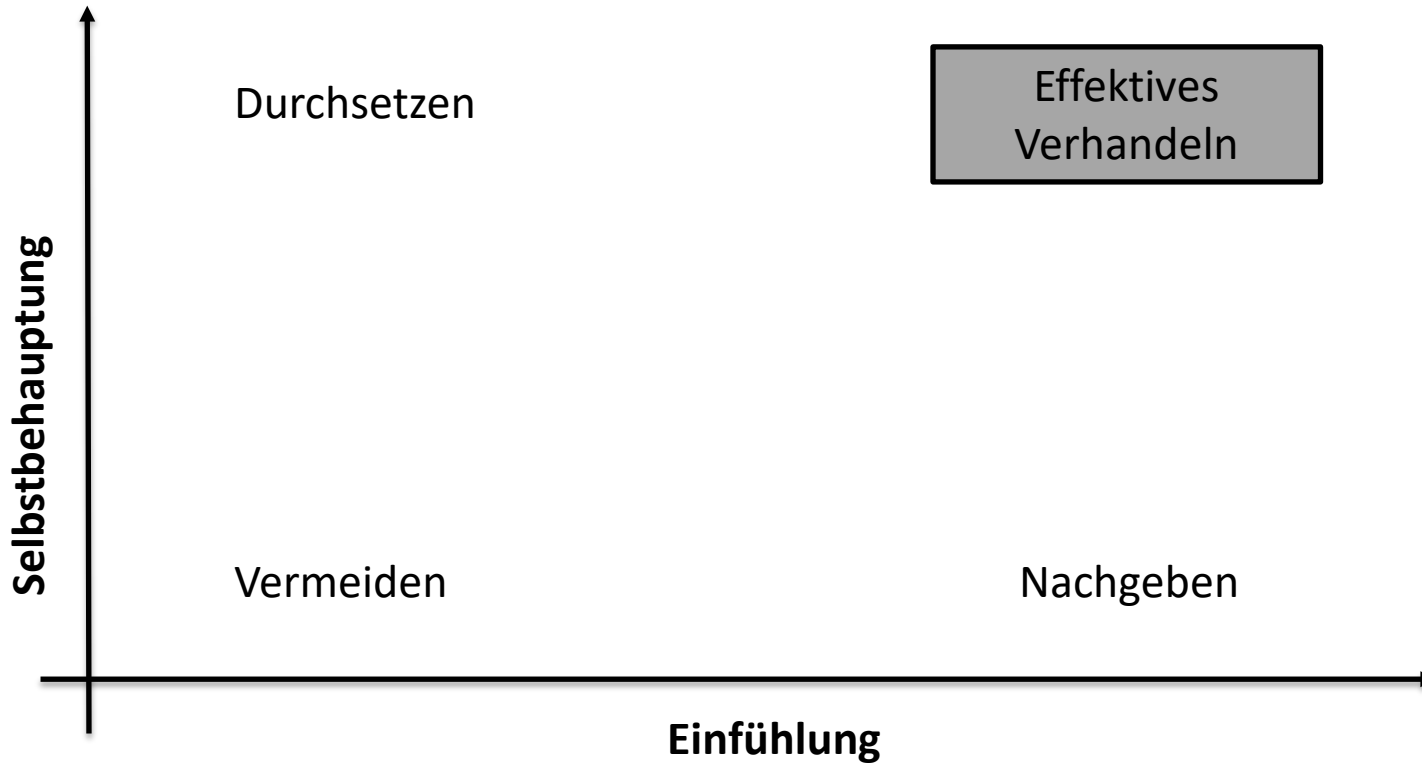 Durchsetzen
Effektives
Verhandeln
Selbstbehauptung
Vermeiden
Nachgeben
Einfühlung